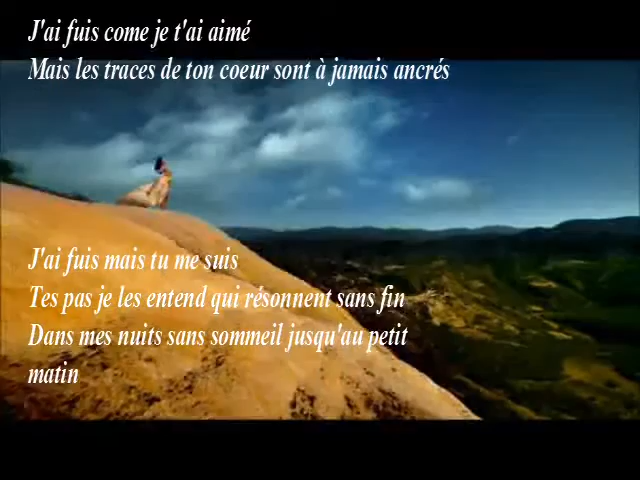 J'ai fuis come je t'ai aimé
Mais les traces de ton coeur sont à jamais ancrés
J'ai fuis mais tu me suis
Tes pas je les entend qui résonnent sans fin
Dans mes nuits sans sommeil jusqu'au petit
matin